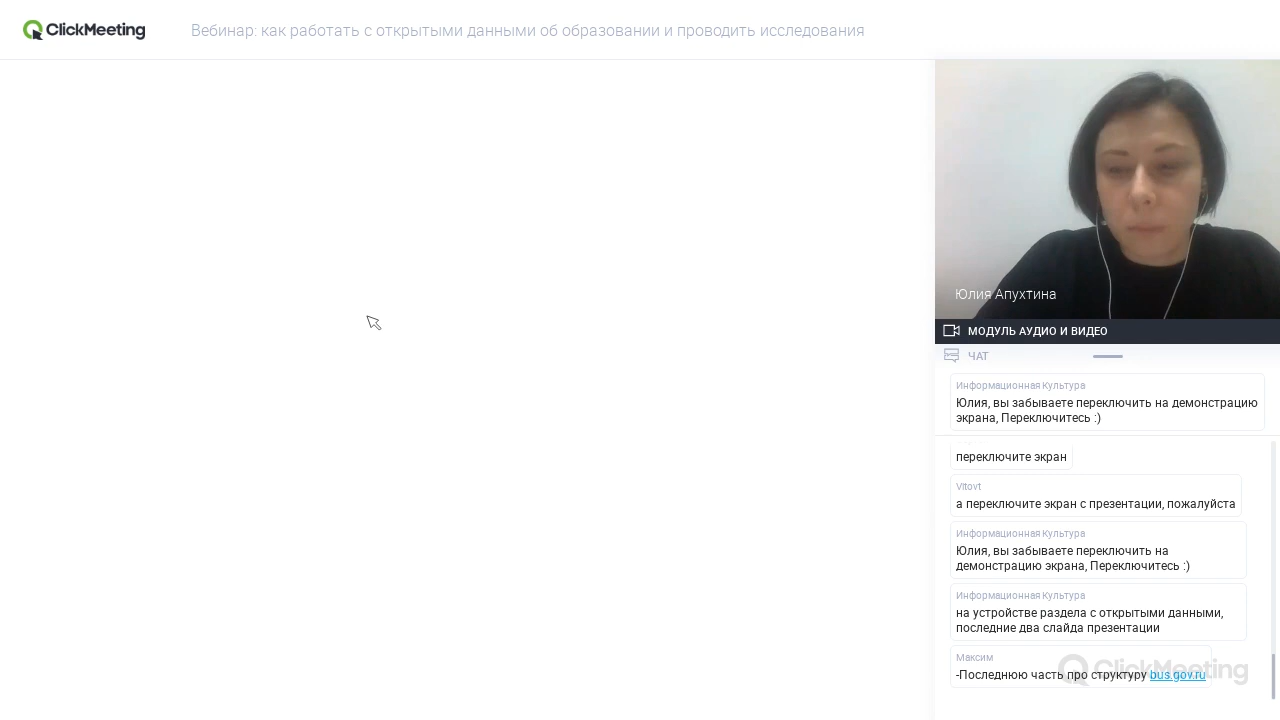 ClickMeeting
Вебинар: как работать с открытыми данными об образовании и проводить исследования
Юлия Апухтина
МОДУЛЬ АУДИО И ВИДЕО
ЧАТ
Информационная Культура
Юлия, вы забываете переключить на демонстрацию
экрана, Переключитесь :)
переключите экран
Vitovt
а переключите экран с презентации, пожалуйста
Информационная Культура
Юлия, вы забываете переключить на
демонстрацию экрана, Переключитесь :)
Информационная Культура
на устройстве раздела с открытыми данными,
последние два слайда презентации
Максим
-Последнюю часть про структуру bus.gov.ru
ClickMeeting